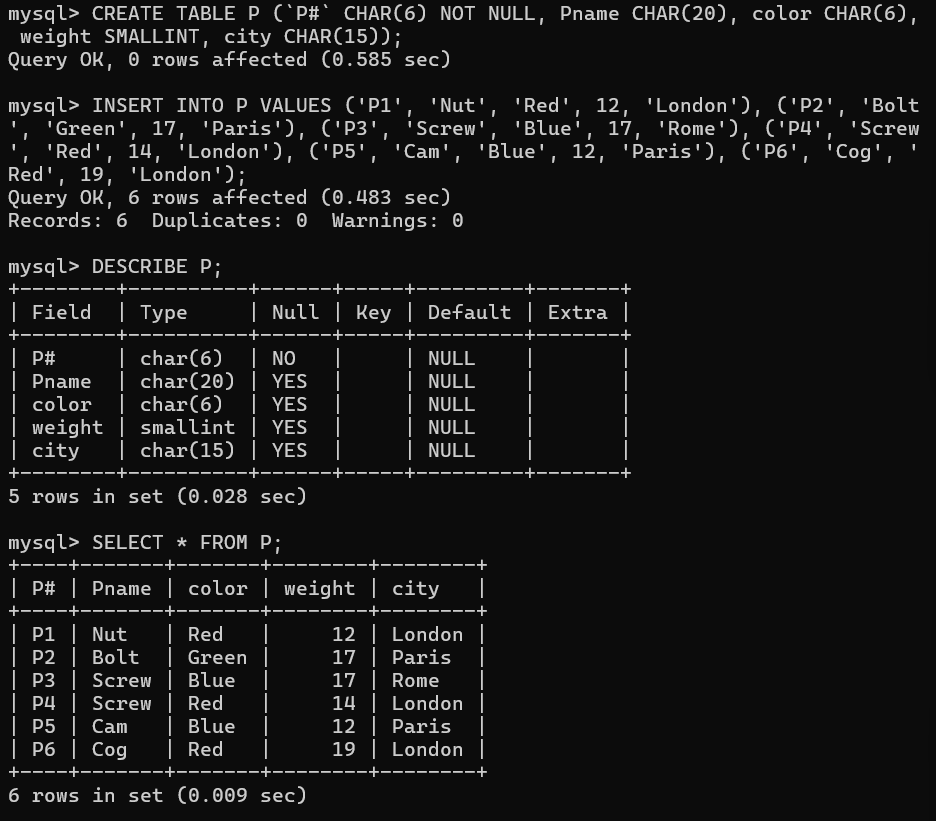 mysql> CREATE TABLE P (`P#` CHAR(6) NOT NULL, Pname CHAR(20), color CHAR(6),
 weight SMALLINT, city CHAR(15));
Query OK, 0 rows affected (0.585 sec)

mysql> INSERT INTO P VALUES ('P1', 'Nut', 'Red', 12, 'London'), ('P2', 'Bolt
', 'Green', 17, 'Paris'), ('P3', 'Screw', 'Blue', 17, 'Rome'), ('P4', 'Screw
', 'Red', 14, 'London'), ('P5', 'Cam', 'Blue', 12, 'Paris'), ('P6', 'Cog', '
Red', 19, 'London');
Query OK, 6 rows affected (0.483 sec)
Records: 6  Duplicates: 0  Warnings: 0

mysql> DESCRIBE P;
+--------+----------+------+-----+---------+-------+
| Field  | Type     | Null | Key | Default | Extra |
+--------+----------+------+-----+---------+-------+
| P#     | char(6)  | NO   |     | NULL    |       |
| Pname  | char(20) | YES  |     | NULL    |       |
| color  | char(6)  | YES  |     | NULL    |       |
| weight | smallint | YES  |     | NULL    |       |
| city   | char(15) | YES  |     | NULL    |       |
+--------+----------+------+-----+---------+-------+
5 rows in set (0.028 sec)

mysql> SELECT * FROM P;
+----+-------+-------+--------+--------+
| P# | Pname | color | weight | city   |
+----+-------+-------+--------+--------+
| P1 | Nut   | Red   |     12 | London |
| P2 | Bolt  | Green |     17 | Paris  |
| P3 | Screw | Blue  |     17 | Rome   |
| P4 | Screw | Red   |     14 | London |
| P5 | Cam   | Blue  |     12 | Paris  |
| P6 | Cog   | Red   |     19 | London |
+----+-------+-------+--------+--------+
6 rows in set (0.009 sec)